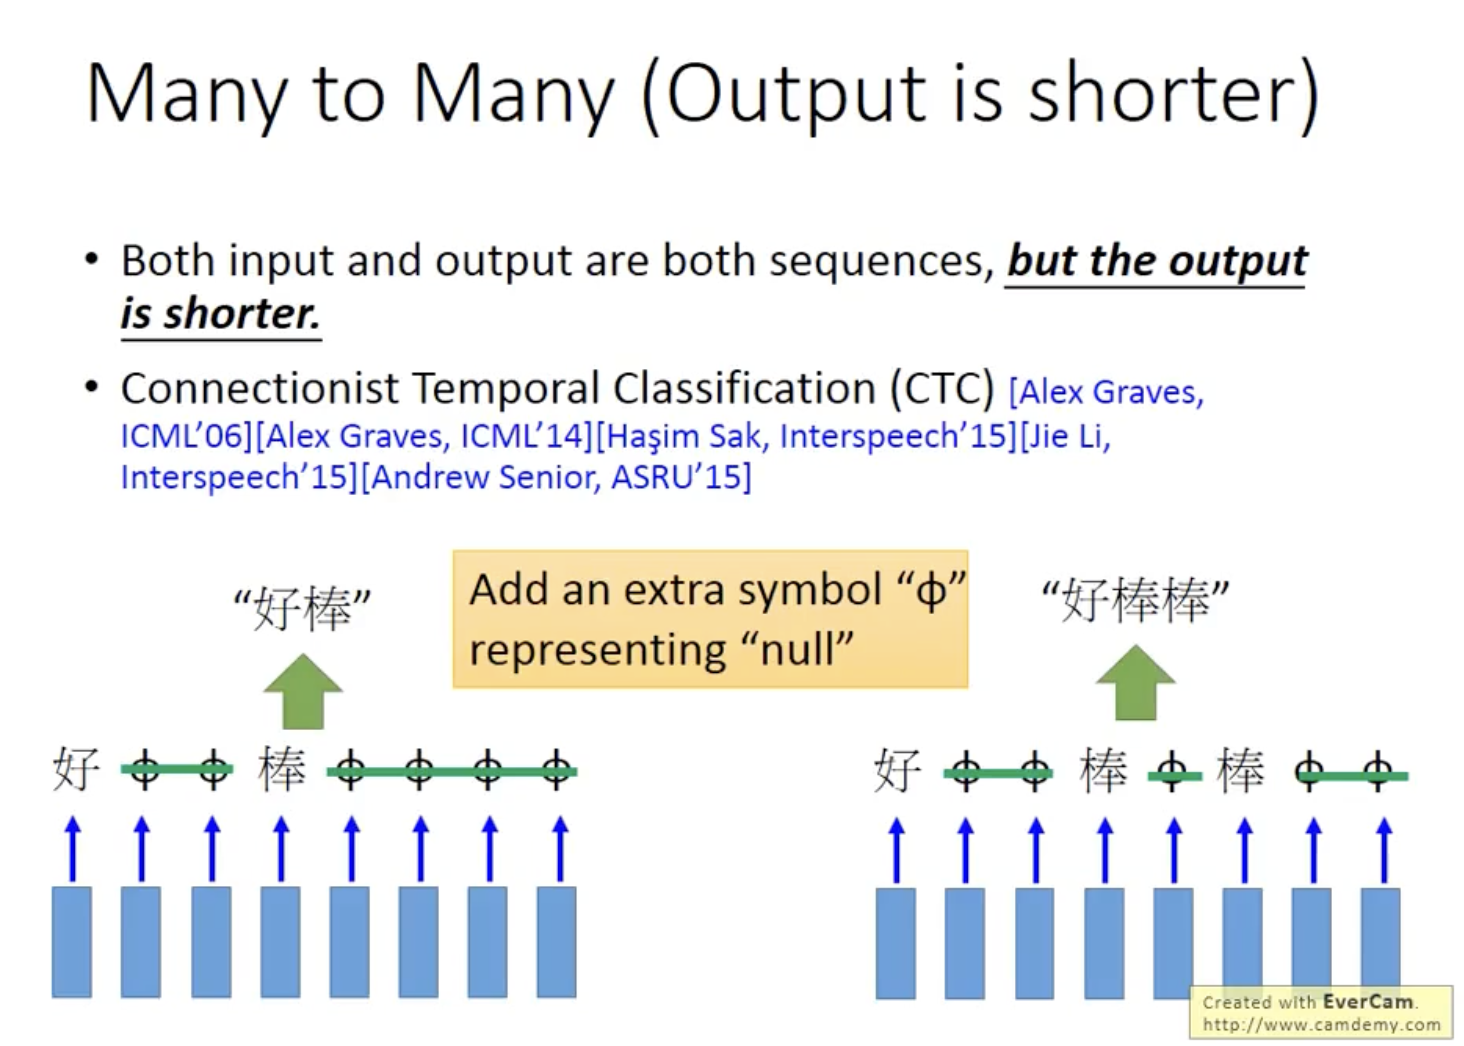 Many to Many (Output is shorter)
• Both input and output are both sequences, but the output
is shorter.
• Connectionist Temporal Classification (CTC) [Alex Graves,
ICML’06][Alex Graves, ICML’14][Haşim Sak, Interspeech’15][Jie Li,
Interspeech’15][Andrew Senior, ASRU’15]
“好棒”
Add an extra symbol “ϕ”
representing “null”
“好棒棒”
好 ϕ ϕ 棒 ϕ ϕ ϕ ϕ
好 ϕ ϕ 棒 ϕ 棒 ϕ ϕ
Created with EverCam.
http://www.camdemy.com